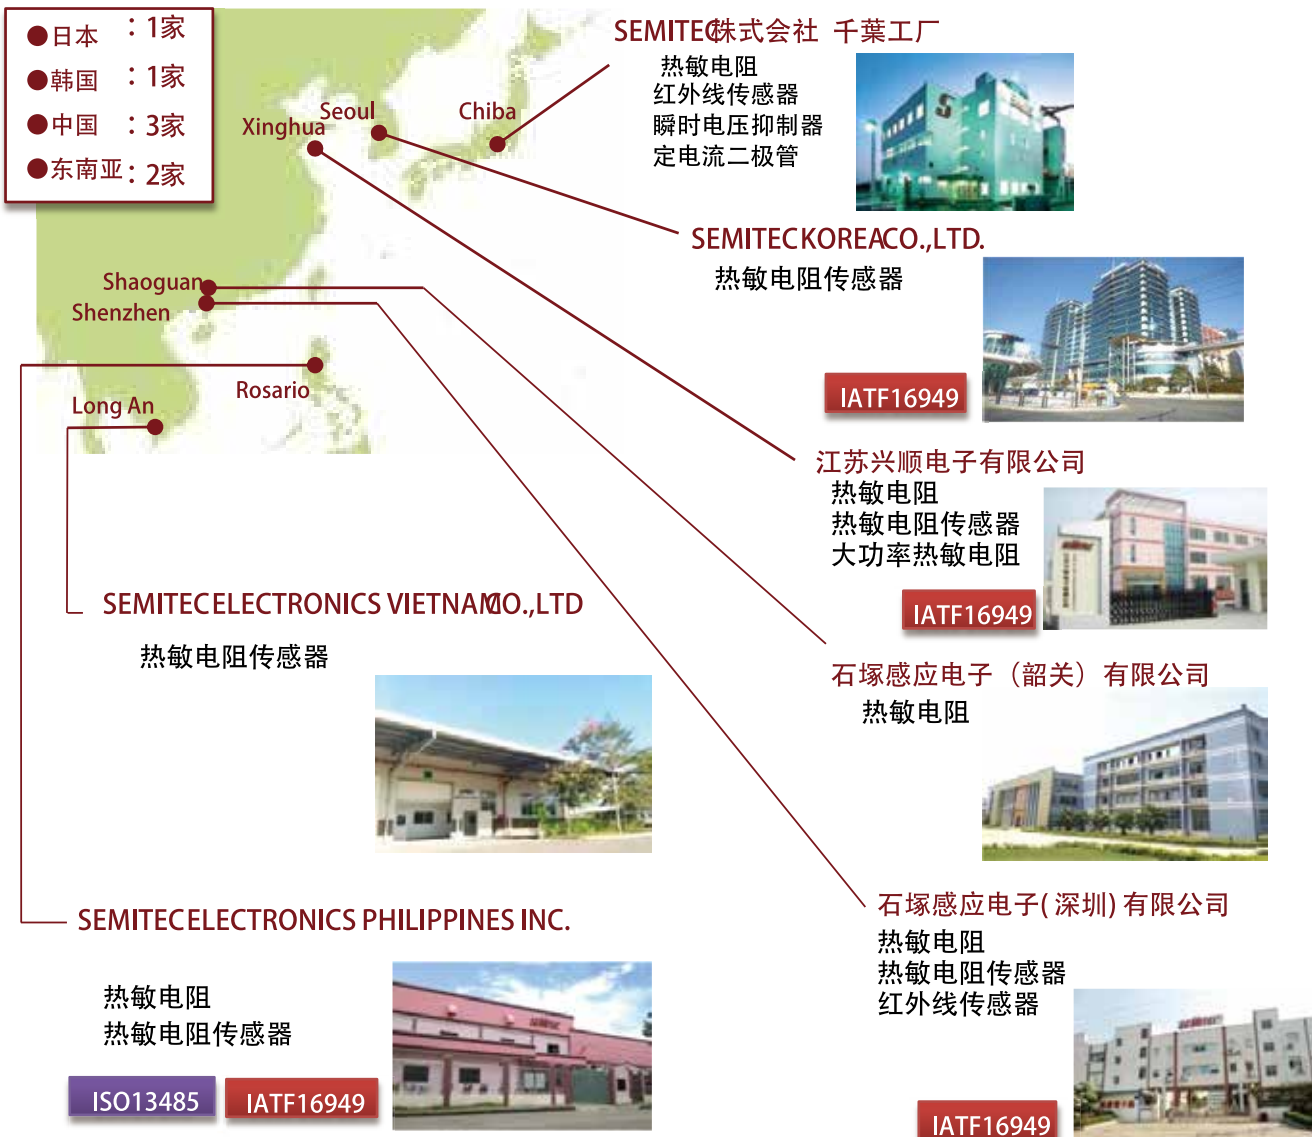 ●日本 ：1家
●韩国 ：1家
●中国 ：3家
●东南亚：2家
Xinghua
Seoul
Chiba
Shaoguan
Shenzhen
Rosario
Long An
SEMITEC株式会社 千葉工厂
热敏电阻
红外线传感器
瞬时电压抑制器
定电流二极管
SEMITECKOREACO.,LTD.
热敏电阻传感器
IATF16949
江苏兴顺电子有限公司
热敏电阻
热敏电阻传感器
大功率热敏电阻
IATF16949
SEMITECELECTRONICS VIETNAMCO.,LTD
热敏电阻传感器
石塚感应电子（韶关）有限公司
热敏电阻
SEMITECELECTRONICS PHILIPPINES INC.
热敏电阻
热敏电阻传感器
ISO13485
IATF16949
石塚感应电子(深圳)有限公司
热敏电阻
热敏电阻传感器
红外线传感器
IATF16949